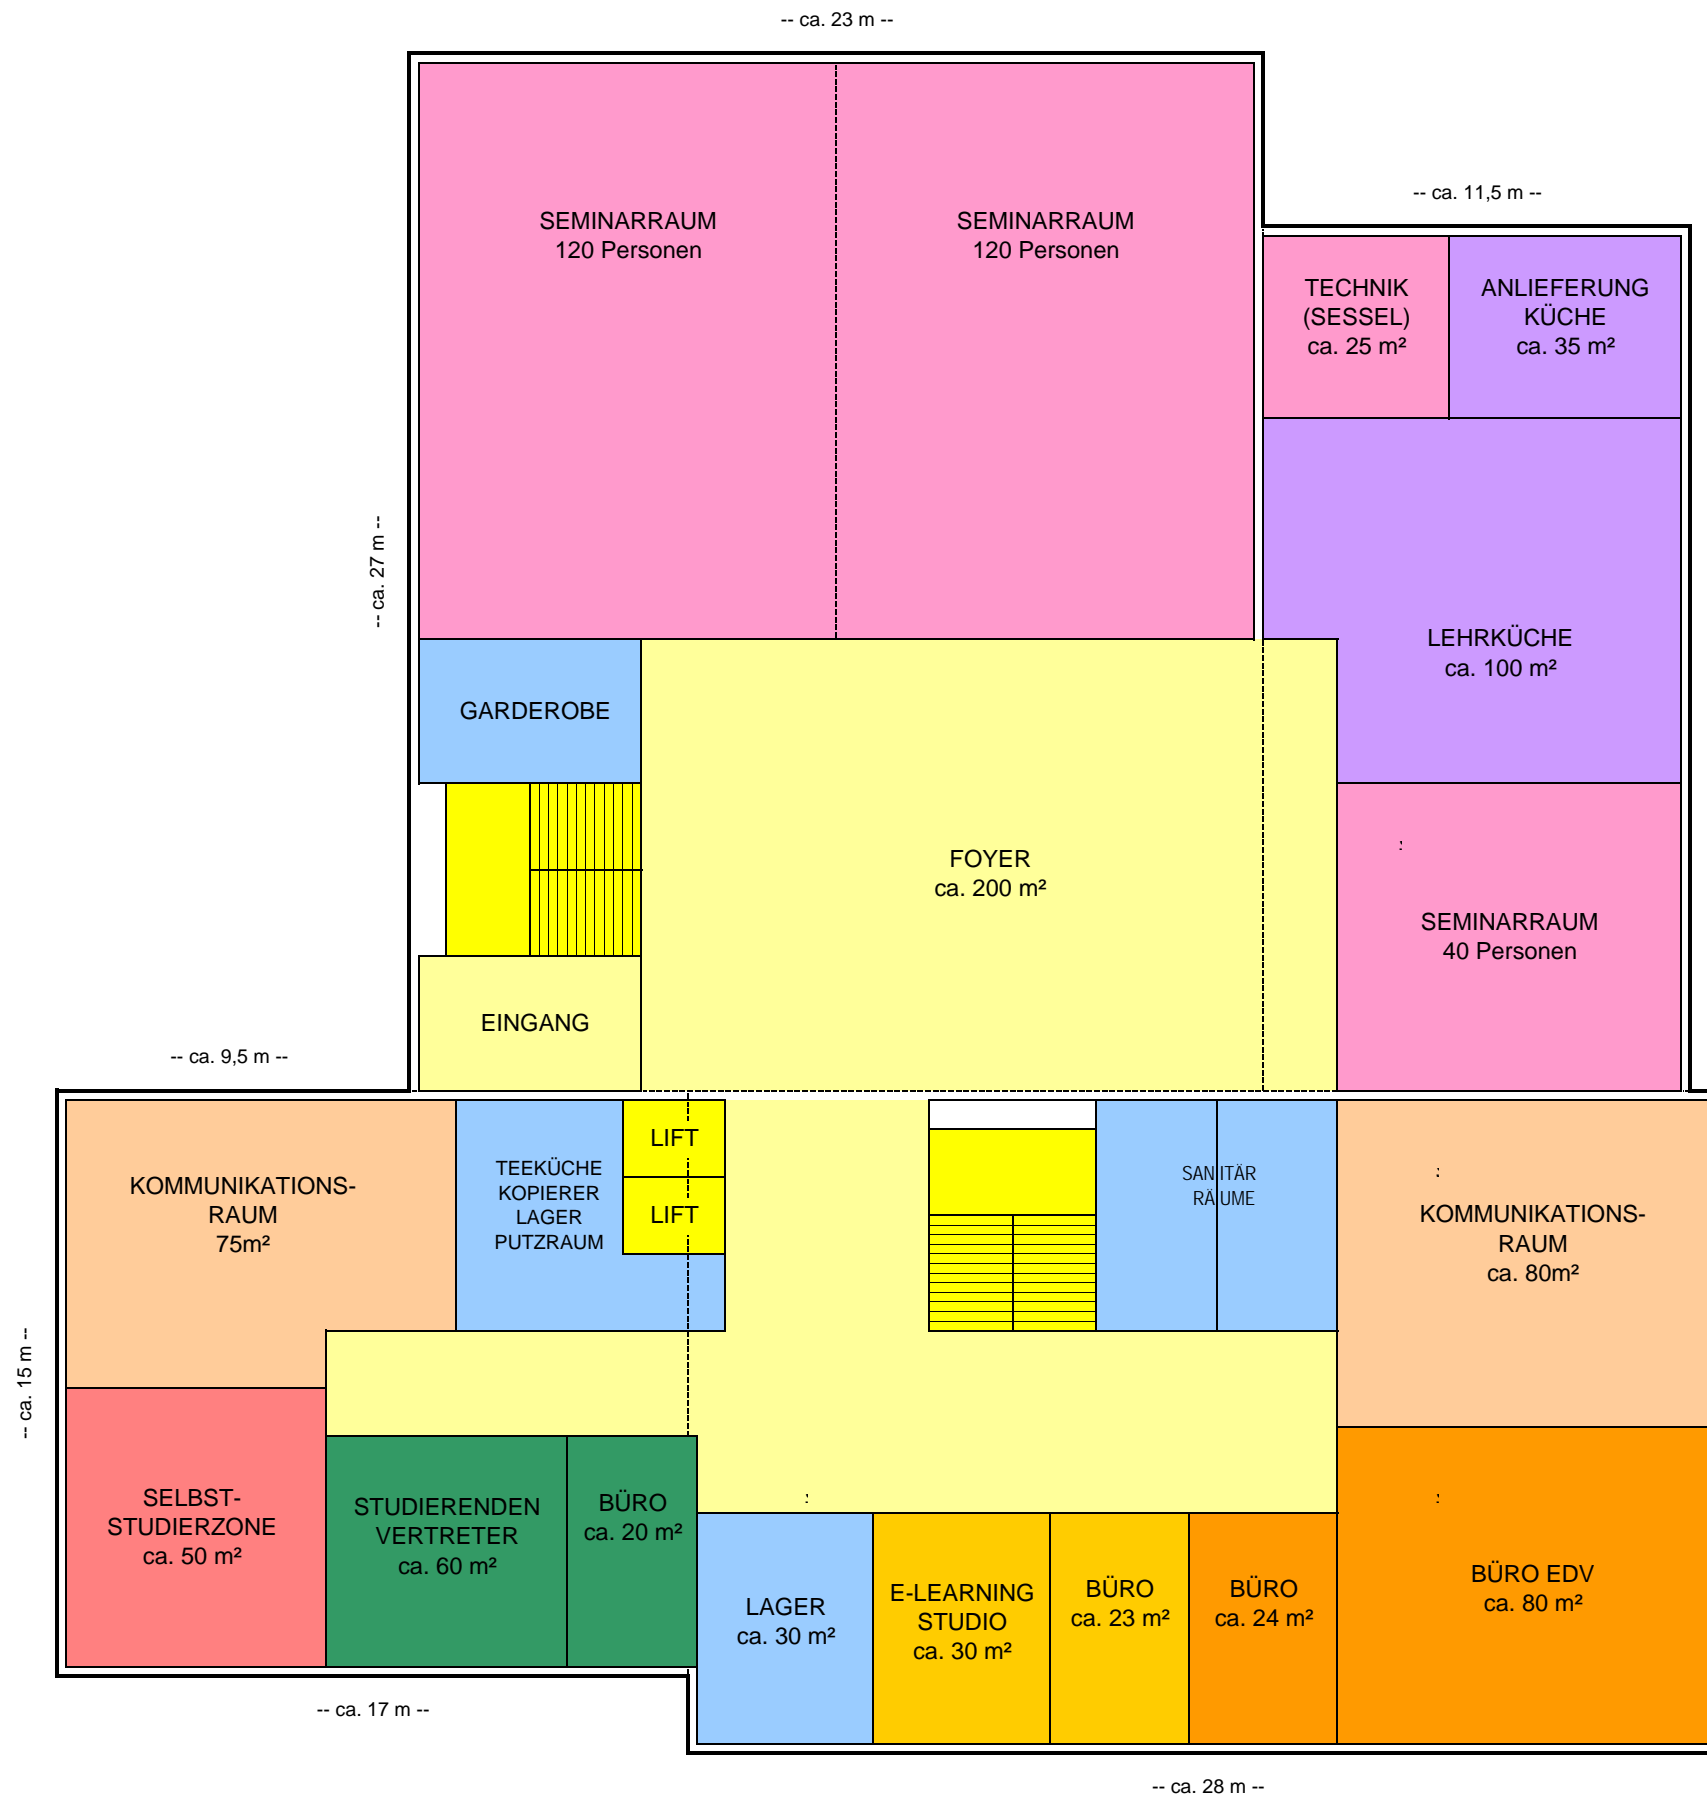 -- ca. 23 m --
-- ca. 11,5 m --
SEMINARRAUM
120 Personen
SEMINARRAUM
120 Personen
TECHNIK
(SESSEL)
ca. 25 m²
ANLIEFERUNG
KÜCHE
ca. 35 m²
-- ca. 27 m --
LEHRKÜCHE
ca. 100 m²
GARDEROBE
FOYER
ca. 200 m²
SEMINARRAUM
40 Personen
EINGANG
-- ca. 9,5 m --
KOMMUNIKATIONS-
RAUM
75m²
TEEKÜCHE
KOPIERER
LAGER
PUTZRAUM
LIFT
LIFT
SANITÄR
RÄUME
KOMMUNIKATIONS-
RAUM
ca. 80m²
-- ca. 15 m --
SELBST-
STUDIERZONE
ca. 50 m²
STUDIERENDEN
VERTRETER
ca. 60 m²
BÜRO
ca. 20 m²
LAGER
ca. 30 m²
E-LEARNING
STUDIO
ca. 30 m²
BÜRO
ca. 23 m²
BÜRO
ca. 24 m²
BÜRO EDV
ca. 80 m²
-- ca. 17 m --
-- ca. 28 m --